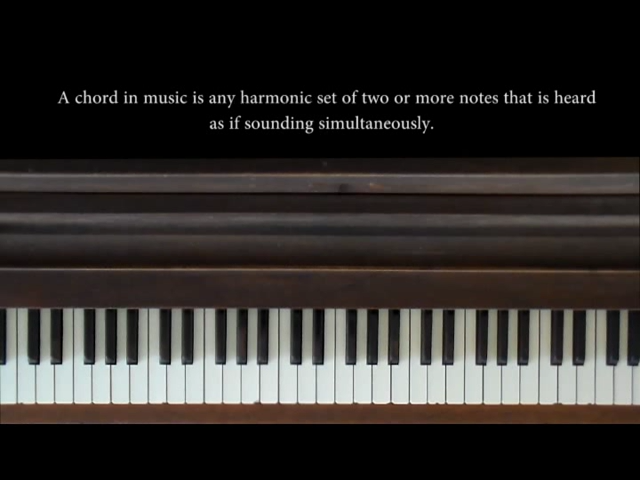 A chord in music is any harmonic set of two or more notes that is heard
as if sounding simultaneously.